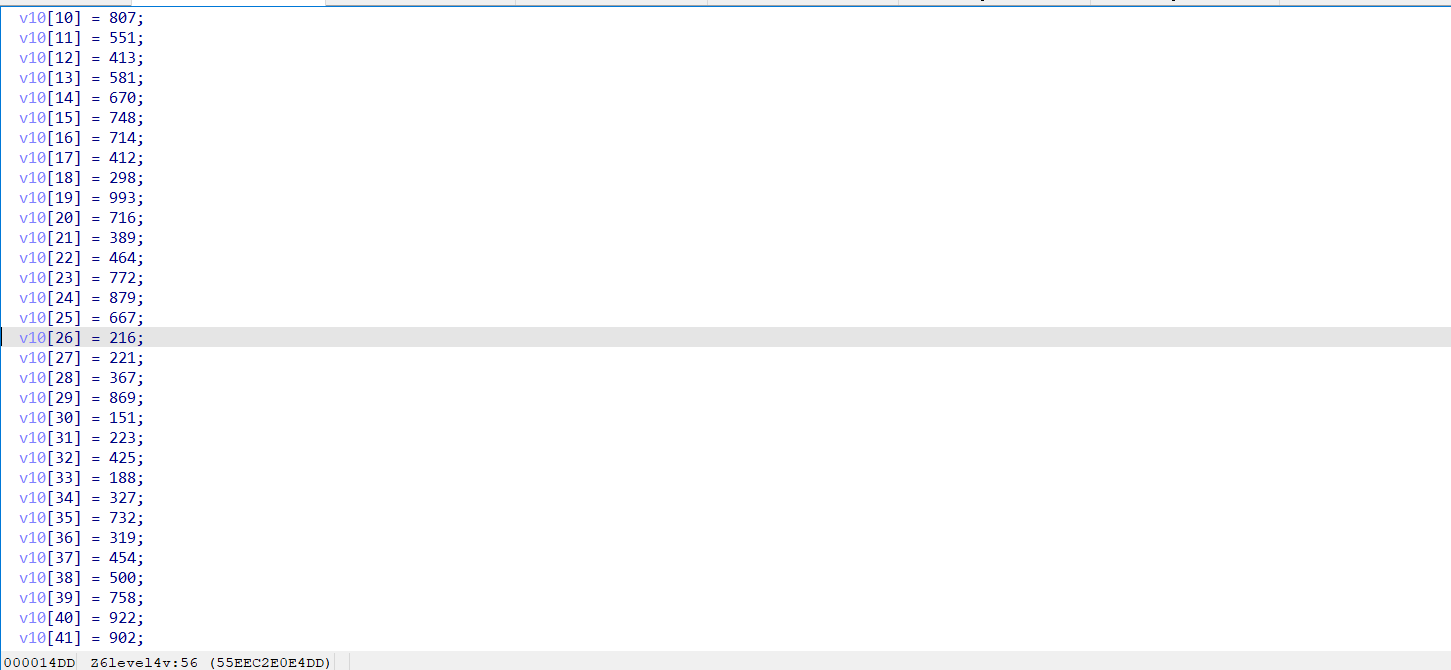 v10[10] = 807;
v10[11] = 551;
v10[12] = 413;
v10[13] = 581;
v10[14] = 670;
v10[15] = 748;
v10[16] = 714;
v10[17] = 412;
v10[18] = 298;
v10[19] = 993;
v10[20] = 716;
v10[21] = 389;
v10[22] = 464;
v10[23] = 772;
v10[24] = 879;
v10[25] = 667;
v10[26] = 216;
v10[27] = 221;
v10[28] = 367;
v10[29] = 869;
v10[30] = 151;
v10[31] = 223;
v10[32] = 425;
v10[33] = 188;
v10[34] = 327;
v10[35] = 732;
v10[36] = 319;
v10[37] = 454;
v10[38] = 500;
v10[39] = 758;
v10[40] = 922;
v10[41] = 902;
000014DD Z6level4v:56 (55EEC2E0E4DD)